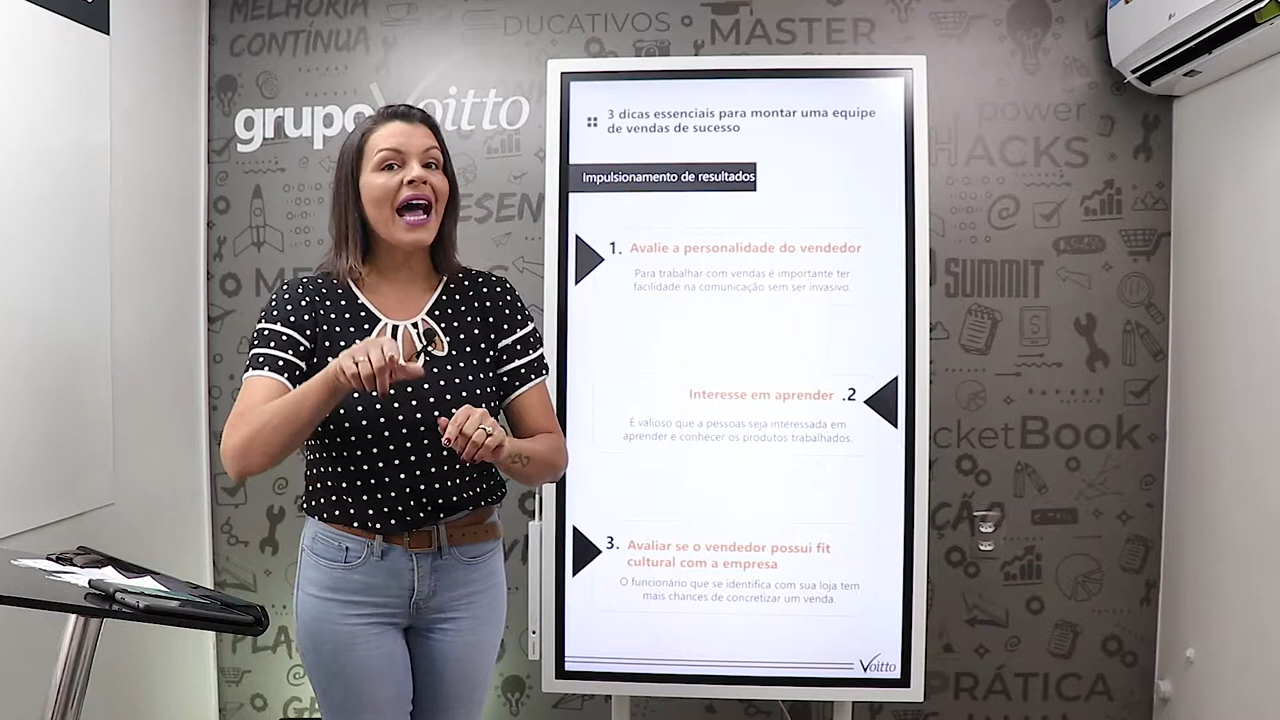 MELHORIA
CONTÍNUA
DUCATIVOS
MASTER
grupoVoitto
power
HACKS
ESEN
SUMMIT
cketBook
PRÁTICA
3 dicas essenciais para montar uma equipe
de vendas de sucesso
Impulsionamento de resultados
1. Avalie a personalidade do vendedor
Para trabalhar com vendas é importante ter
facilidade na comunicação sem ser invasivo.
Interesse em aprender .2
É valioso que a pessoas seja interessada em
aprender e conhecer os produtos trabalhados.
3. Avaliar se o vendedor possui fit
cultural com a empresa
O funcionário que se identifica com sua loja tem
mais chances de concretizar um venda
Voitto